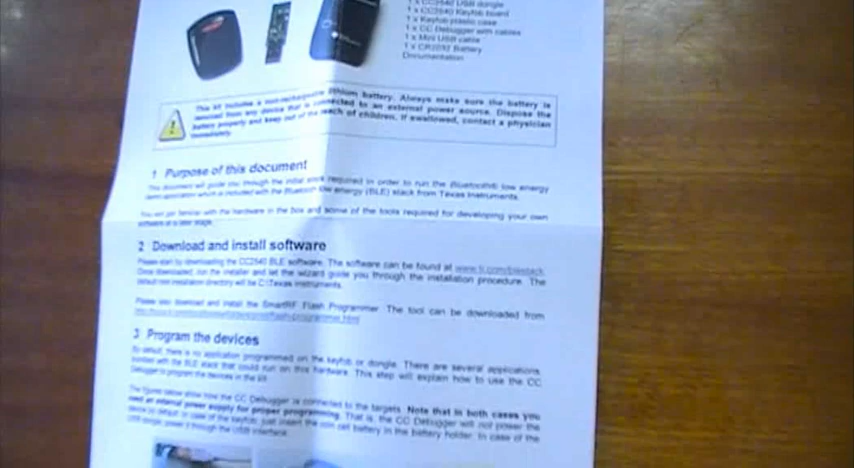 1 x CC2540 USB dongle
1 x CC2540 Keyfob board
1 x Keyfob plastic case
1 x CC Debugger with cables
1 x Mini USB cable
1 x CR2032 Battery
Documentation
This kit includes a non-rechargeable lithium battery. Always make sure the battery is
removed from any device that is connected to an external power source. Dispose the
battery properly and keep out of the reach of children. If swallowed, contact a physician
immediately.
1 Purpose of this document
This document will guide you through the initial steps required in order to run the Bluetooth® low energy
demo application which is included with the Bluetooth low energy (BLE) stack from Texas Instruments.
You will get familiar with the hardware in the box and some of the tools required for developing your own
software at a later stage.
2 Download and install software
Please start by downloading the CC2540 BLE software. The software can be found at www.ti.com/blestack.
Once downloaded, run the installer and let the wizard guide you through the installation procedure. The
default installation directory will be C:\Texas Instruments.
Please also download and install the SmartRF Flash Programmer. The tool can be downloaded from
3 Program the devices
By default, there is no application programmed on the keyfob or dongle. There are several applications
bundled with the BLE stack that could run on this hardware. This step will explain how to use the CC
Debugger to program the devices in the kit.
The figures below show how the CC Debugger is connected to the targets. Note that in both cases you
need an external power supply for proper programming. That is, the CC Debugger will not power the
device by default. In case of the keyfob, just insert the coin cell battery in the battery holder. In case of the
USB dongle, power it through the USB interface.